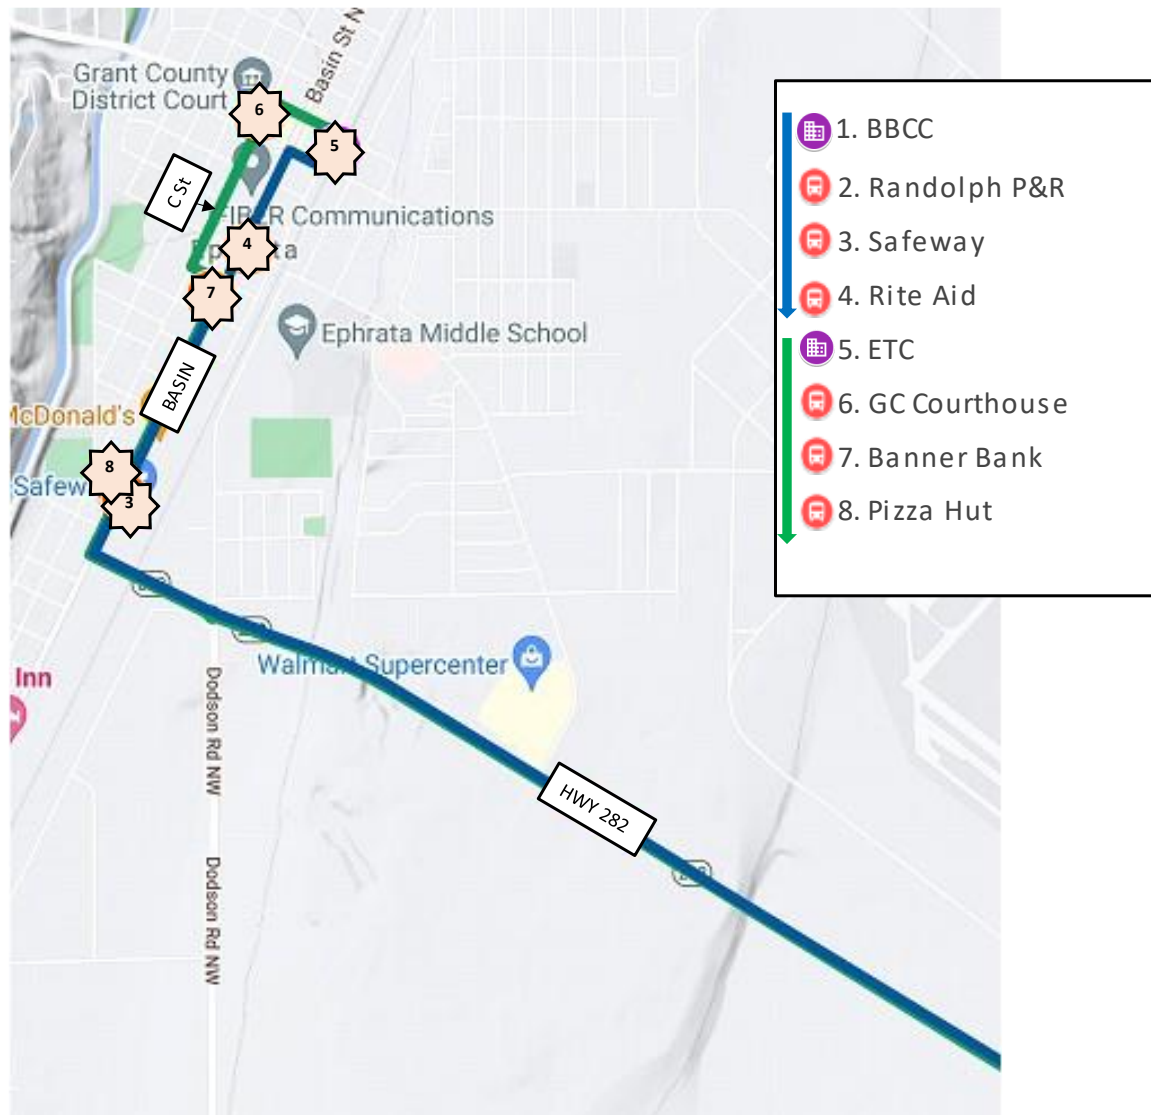 Grant County
District Court
Basin St N
6
5
C St
Communications
4
7
Ephrata Middle School
BASIN
McDonald's
8
3
Inn
Walmart Supercenter
Dodson Rd NW
HWY 282
Dodson Rd NW
1. BBCC
2. Randolph P&R
3. Safeway
4. Rite Aid
5. ETC
6. GC Courthouse
7. Banner Bank
8. Pizza Hut